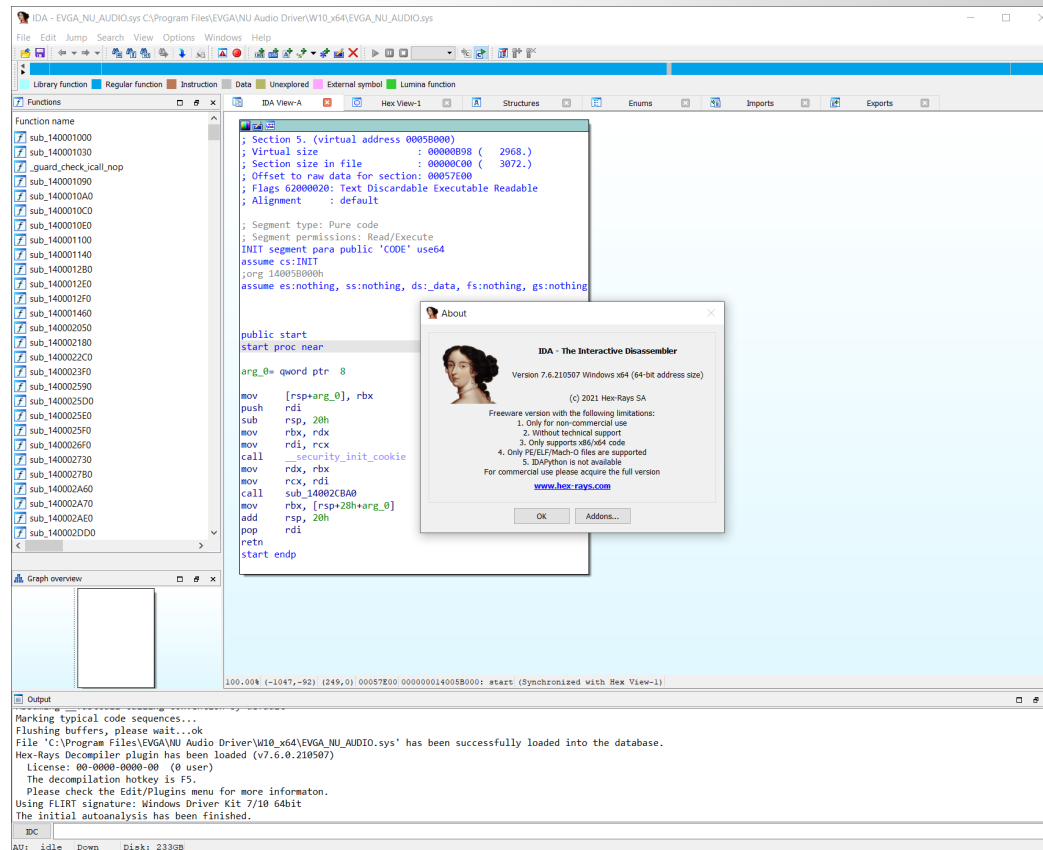 IDA - EVGA_NU_AUDIO.sys C:\Program Files\EVGA\NU Audio Driver\W10_x64\EVGA_NU_AUDIO.sys
File Edit Jump Search View Options Windows Help
Library function Regular function Instruction Data Unexplored External symbol Lumina function
Functions
IDA View-A Hex View-1 Structures Enums Imports Exports
Function name
sub_140001000
sub_140001030
_guard_check_icall_nop
sub_140001090
sub_1400010A0
sub_1400010C0
sub_1400010E0
sub_140001100
sub_140001140
sub_1400012B0
sub_1400012E0
sub_1400012F0
sub_140001460
sub_140002050
sub_140002180
sub_1400022C0
sub_1400023F0
sub_140002590
sub_1400025D0
sub_1400025E0
sub_1400025F0
sub_1400026F0
sub_140002730
sub_1400027B0
sub_140002A60
sub_140002A70
sub_140002AE0
sub_140002DD0
; Section 5. (virtual address 0005B000)
; Virtual size : 00000B98 ( 2968.)
; Section size in file : 00000C00 ( 3072.)
; Offset to raw data for section: 00057E00
; Flags 62000020: Text Discardable Executable Readable
; Alignment : default
; Segment type: Pure code
; Segment permissions: Read/Execute
INIT segment para public 'CODE' use64
assume cs:INIT
;org 14005B000h
assume es:nothing, ss:nothing, ds:_data, fs:nothing, gs:nothing
public start
start proc near
arg_0= qword ptr 8
mov [rsp+arg_0], rbx
push rdi
sub rsp, 20h
mov rbx, rdx
mov rdi, rcx
call __security_init_cookie
mov rdx, rbx
mov rcx, rdi
call sub_14002CBA0
mov rbx, [rsp+28h+arg_0]
add rsp, 20h
pop rdi
retn
start endp
About
IDA - The Interactive Disassembler
Version 7.6.210507 Windows x64 (64-bit address size)
(c) 2021 Hex-Rays SA
Freeware version with the following limitations:
1. Only for non-commercial use
2. Without technical support
3. Only supports x86/x64 code
4. Only PE/ELF/Mach-O files are supported
5. IDAPython is not available
For commercial use please acquire the full version
www.hex-rays.com
OK Addons...
Graph overview
100.00% (-1047,-92) (249,0) 00057E00 000000014005B000: start (Synchronized with Hex View-1)
Output
Marking typical code sequences...
Flushing buffers, please wait...ok
File 'C:\Program Files\EVGA\NU Audio Driver\W10_x64\EVGA_NU_AUDIO.sys' has been successfully loaded into the database.
Hex-Rays Decompiler plugin has been loaded (v7.6.0.210507)
License: 00-0000-0000-00 (0 user)
The decompilation hotkey is F5.
Please check the Edit/Plugins menu for more informaton.
Using FLIRT signature: Windows Driver Kit 7/10 64bit
The initial autoanalysis has been finished.
IDC
AU: idle Down Disk: 233GB